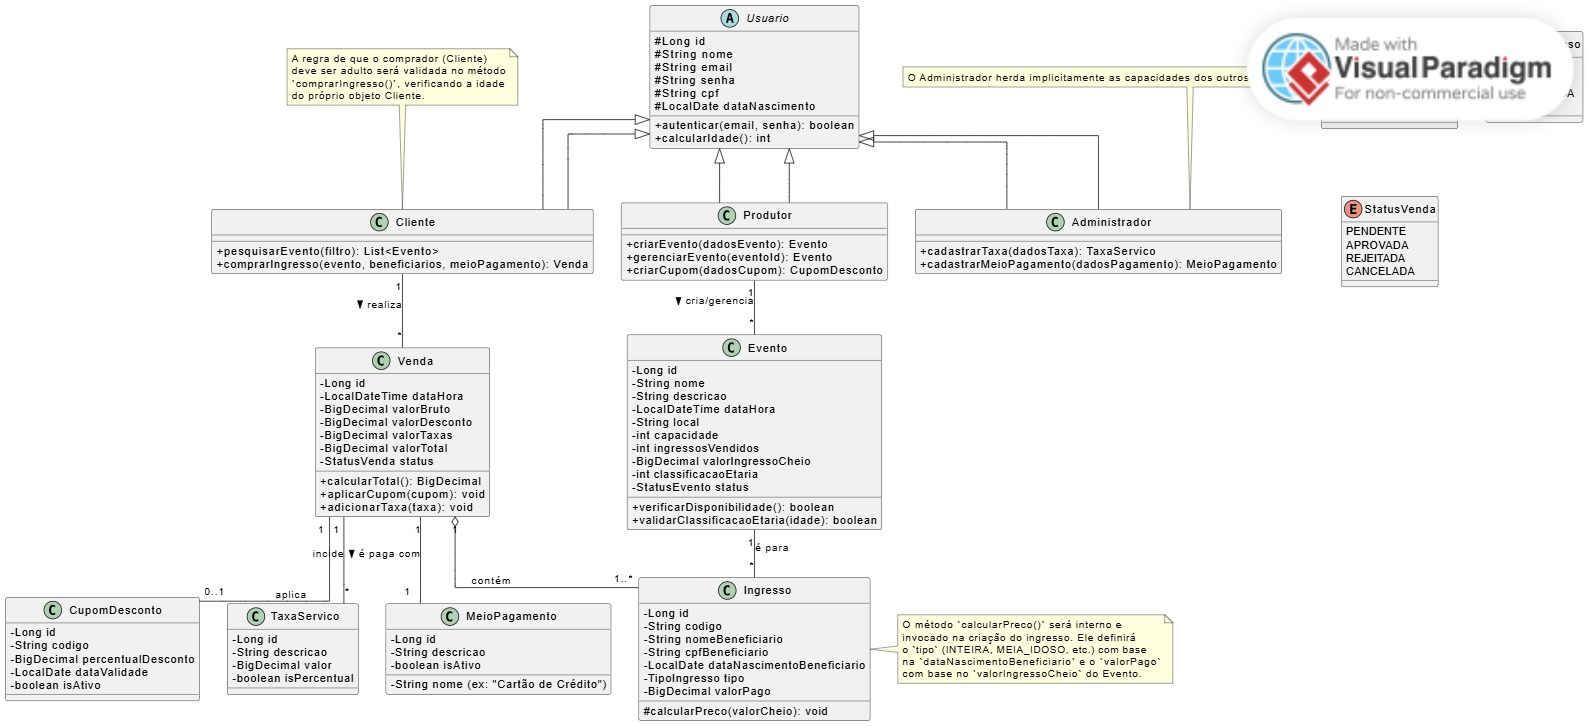 A Usuario
#Long id
#String nome
#String email
#String senha
#String cpf
#LocalDate dataNascimento
+autenticar(email, senha): boolean
+calcularIdade(): int
A regra de que o comprador (Cliente)
deve ser adulto será validada no método
`comprarIngresso()`, verificando a idade
do próprio objeto Cliente.
O Administrador herda implicitamente as capacidades dos outros
Made with
VisualParadigm
For non-commercial use
so
A
C Cliente
+pesquisarEvento(filtro): List<Evento>
+comprarIngresso(evento, beneficiarios, meioPagamento): Venda
C Produtor
+criarEvento(dadosEvento): Evento
+gerenciarEvento(eventoId): Evento
+criarCupom(dadosCupom): CupomDesconto
C Administrador
+cadastrarTaxa(dadosTaxa): TaxaServico
+cadastrarMeioPagamento(dadosPagamento): MeioPagamento
E StatusVenda
PENDENTE
APROVADA
REJEITADA
CANCELADA
1
realiza
*
1
cria/gerencia
*
C Venda
-Long id
-LocalDateTime dataHora
-BigDecimal valorBruto
-BigDecimal valorDesconto
-BigDecimal valorTaxas
-BigDecimal valorTotal
-StatusVenda status
+calcularTotal(): BigDecimal
+aplicarCupom(cupom): void
+adicionarTaxa(taxa): void
C Evento
-Long id
-String nome
-String descricao
-LocalDateTime dataHora
-String local
-int capacidade
-int ingressosVendidos
-BigDecimal valorIngressoCheio
-int classificacaoEtaria
-StatusEvento status
+verificarDisponibilidade(): boolean
+validarClassificacaoEtaria(idade): boolean
1 1 1 1
incide é paga com
1
é para
*
0..1 aplica * 1
contém 1..*
C CupomDesconto
-Long id
-String codigo
-BigDecimal percentualDesconto
-LocalDate dataValidade
-boolean isAtivo
C TaxaServico
-Long id
-String descricao
-BigDecimal valor
-boolean isPercentual
C MeioPagamento
-Long id
-String descricao
-boolean isAtivo
-String nome (ex: "Cartão de Crédito")
C Ingresso
-Long id
-String codigo
-String nomeBeneficiario
-String cpfBeneficiario
-LocalDate dataNascimentoBeneficiario
-TipoIngresso tipo
-BigDecimal valorPago
#calcularPreco(valorCheio): void
O método `calcularPreco()` será interno e
invocado na criação do ingresso. Ele definirá
o `tipo` (INTEIRA, MEIA_IDOSO, etc.) com base
na `dataNascimentoBeneficiario` e o `valorPago`
com base no `valorIngressoCheio` do Evento.